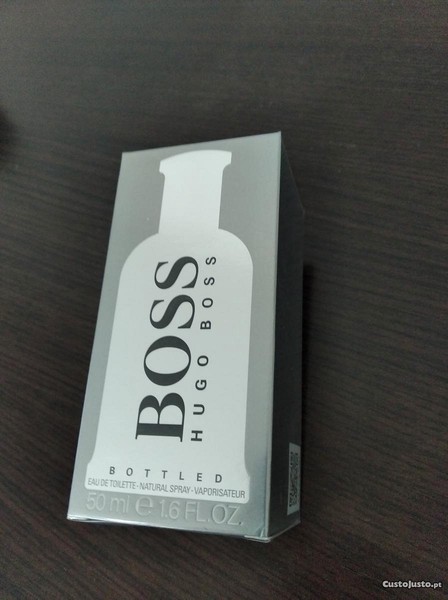 BOSS
HUGO BOSS
BOTTLED
EAU DE TOILETTE·NATURAL SPRAY·VAPORISATEUR
50 ml e 1.6 FL.OZ.
CustoJusto.pt